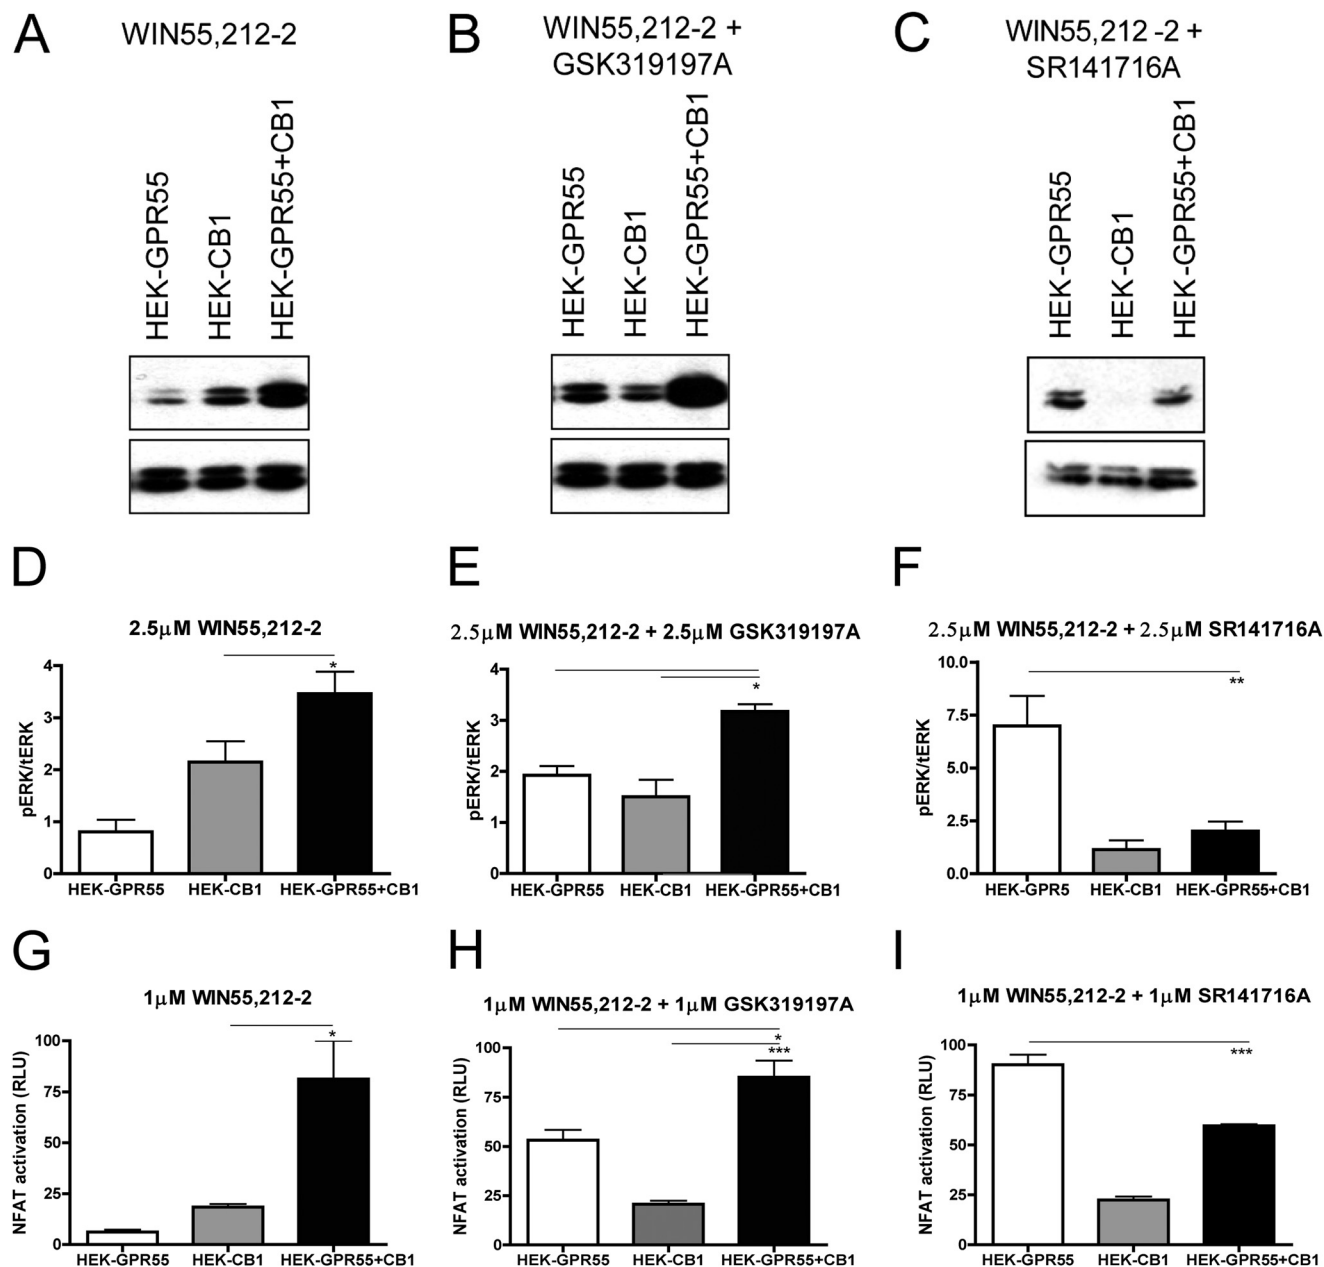 A
WIN55,212-2
B
WIN55,212-2 +
GSK319197A
C
WIN55,212 -2 +
SR141716A
HEK-GPR55
HEK-CB1
HEK-GPR55+CB1
HEK-GPR55
HEK-CB1
HEK-GPR55+CB1
HEK-GPR55
HEK-CB1
HEK-GPR55+CB1
D
2.5µM WIN55,212-2
*
4
3
2
1
0
pERK/tERK
HEK-GPR55 HEK-CB1 HEK-GPR55+CB1
E
2.5µM WIN55,212-2 + 2.5µM GSK319197A
*
4
3
2
1
0
pERK/tERK
HEK-GPR55 HEK-CB1 HEK-GPR55+CB1
F
2.5µM WIN55,212-2 + 2.5µM SR141716A
**
10.0
7.5
5.0
2.5
0.0
pERK/tERK
HEK-GPR5 HEK-CB1 HEK-GPR55+CB1
G
1µM WIN55,212-2
*
100
75
50
25
0
NFAT activation (RLU)
HEK-GPR55 HEK-CB1 HEK-GPR55+CB1
H
1µM WIN55,212-2 + 1µM GSK319197A
*
***
100
75
50
25
0
NFAT activation (RLU)
HEK-GPR55 HEK-CB1 HEK-GPR55+CB1
I
1µM WIN55,212-2 + 1µM SR141716A
***
100
75
50
25
0
NFAT activation (RLU)
HEK-GPR55 HEK-CB1 HEK-GPR55+CB1